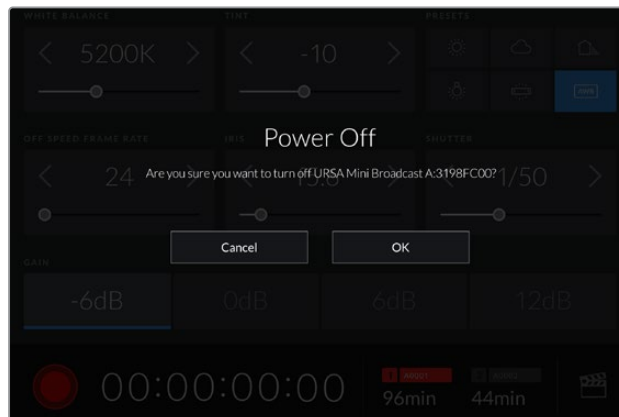 WHITE BALANCE TINT PRESETS
5200K -10
OFF SPEED FRAME RATE IRIS SHUTTER
Power Off
24 1/50
Are you sure you want to turn off URSA Mini Broadcast A:3198FC00?
Cancel OK
GAIN
-6dB 0dB 6dB 12dB
00:00:00:00
1 2
96min 44min